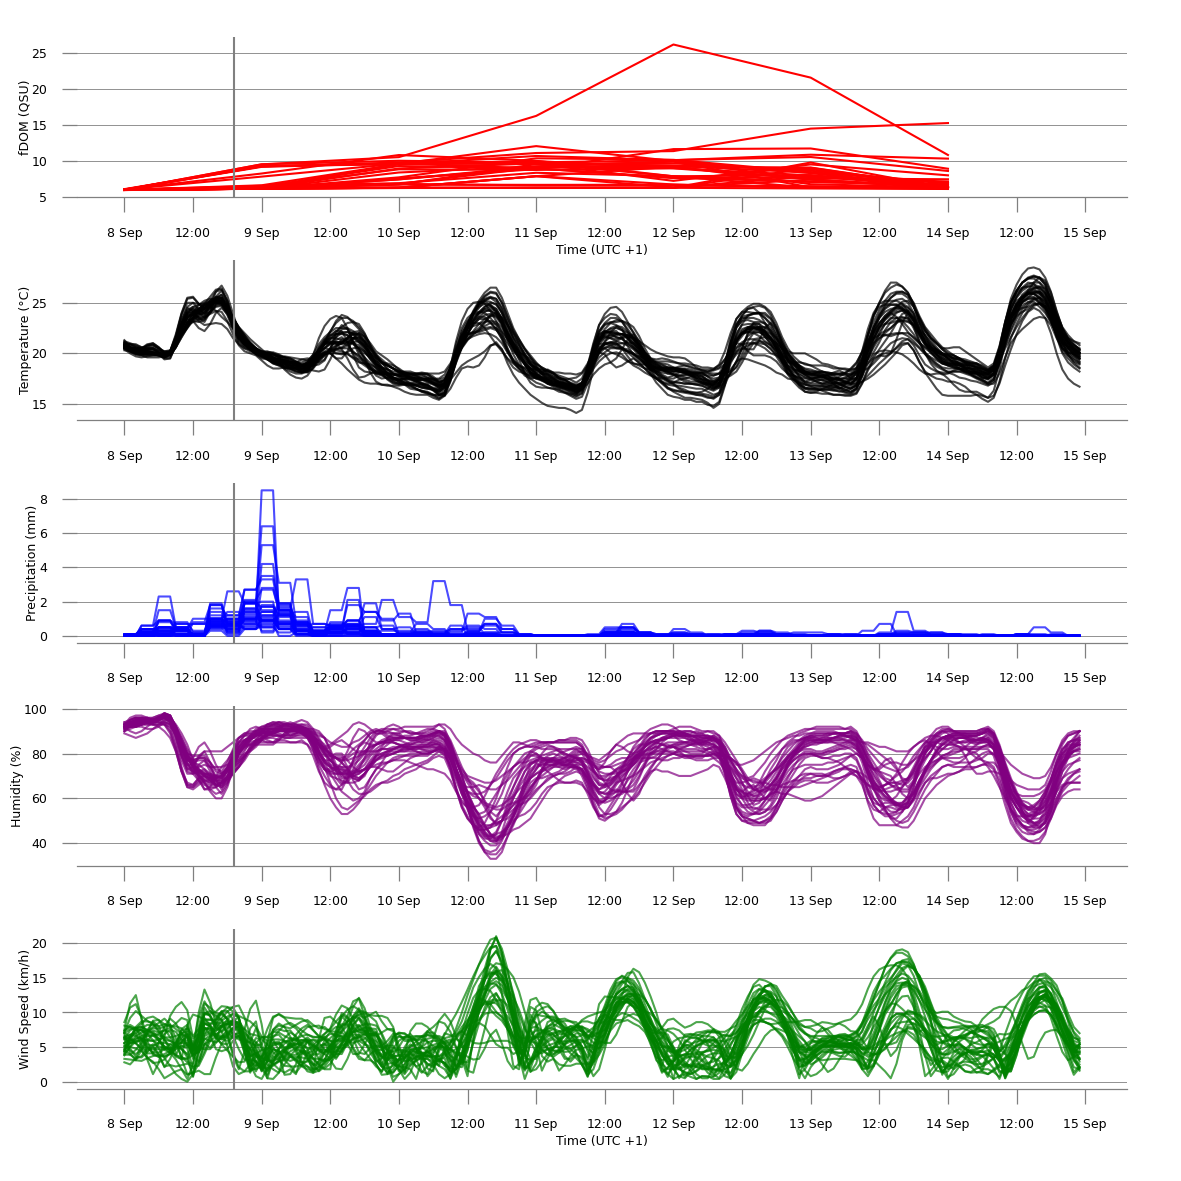 fDOM (QSU)
25
20
15
10
5
8 Sep 12:00 9 Sep 12:00 10 Sep 12:00 11 Sep 12:00 12 Sep 12:00 13 Sep 12:00 14 Sep 12:00 15 Sep
Time (UTC +1)
Temperature (°C)
25
20
15
8 Sep 12:00 9 Sep 12:00 10 Sep 12:00 11 Sep 12:00 12 Sep 12:00 13 Sep 12:00 14 Sep 12:00 15 Sep
Precipitation (mm)
8
6
4
2
0
8 Sep 12:00 9 Sep 12:00 10 Sep 12:00 11 Sep 12:00 12 Sep 12:00 13 Sep 12:00 14 Sep 12:00 15 Sep
Humidity (%)
100
80
60
40
8 Sep 12:00 9 Sep 12:00 10 Sep 12:00 11 Sep 12:00 12 Sep 12:00 13 Sep 12:00 14 Sep 12:00 15 Sep
Wind Speed (km/h)
20
15
10
5
0
8 Sep 12:00 9 Sep 12:00 10 Sep 12:00 11 Sep 12:00 12 Sep 12:00 13 Sep 12:00 14 Sep 12:00 15 Sep
Time (UTC +1)